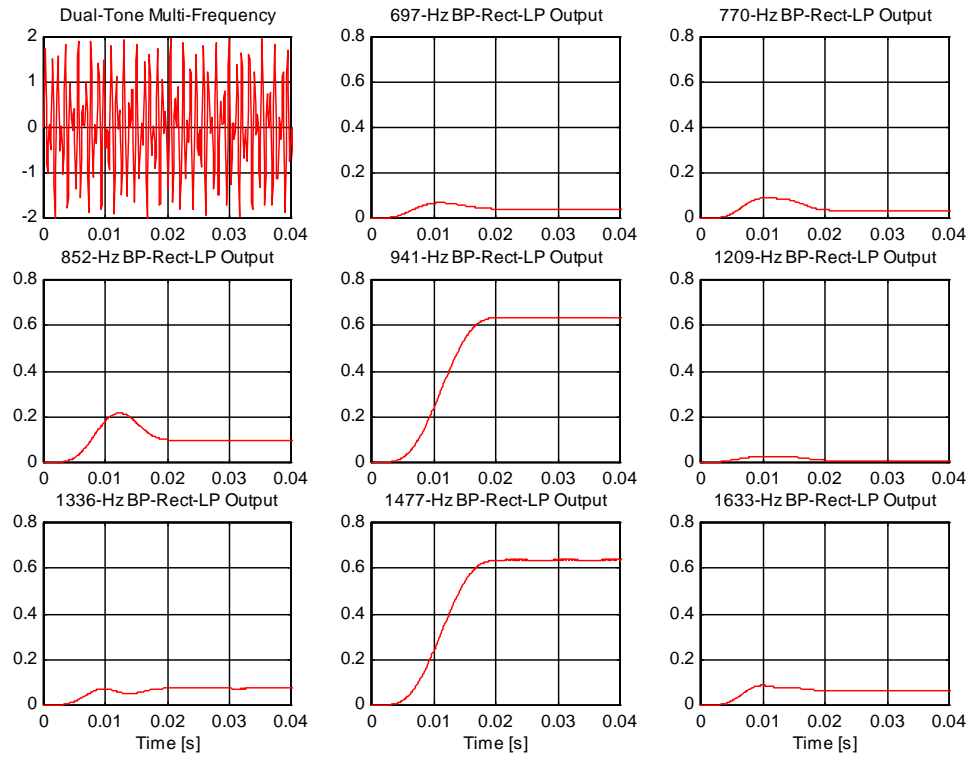 Dual-Tone Multi-Frequency
697-Hz BP-Rect-LP Output
770-Hz BP-Rect-LP Output
2
1
0
-1
-2
0 0.01 0.02 0.03 0.04
0.8
0.6
0.4
0.2
0
0 0.01 0.02 0.03 0.04
0.8
0.6
0.4
0.2
0
0 0.01 0.02 0.03 0.04
852-Hz BP-Rect-LP Output
941-Hz BP-Rect-LP Output
1209-Hz BP-Rect-LP Output
0.8
0.6
0.4
0.2
0
0 0.01 0.02 0.03 0.04
0.8
0.6
0.4
0.2
0
0 0.01 0.02 0.03 0.04
0.8
0.6
0.4
0.2
0
0 0.01 0.02 0.03 0.04
1336-Hz BP-Rect-LP Output
1477-Hz BP-Rect-LP Output
1633-Hz BP-Rect-LP Output
0.8
0.6
0.4
0.2
0
0 0.01 0.02 0.03 0.04
Time [s]
0.8
0.6
0.4
0.2
0
0 0.01 0.02 0.03 0.04
Time [s]
0.8
0.6
0.4
0.2
0
0 0.01 0.02 0.03 0.04
Time [s]